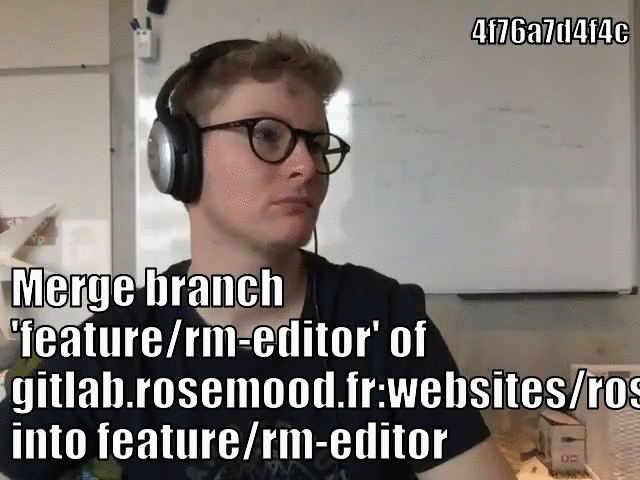 4f76a7d4f4c
Merge branch
'feature/rm-editor' of
gitlab.rosemood.fr:websites/ros
into feature/rm-editor